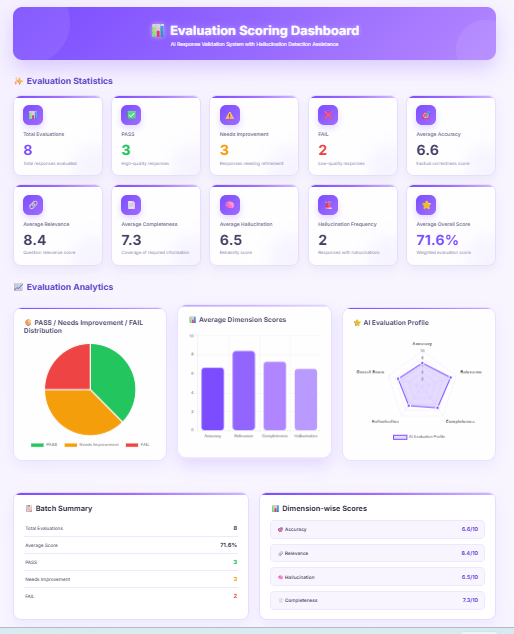 Evaluation Scoring Dashboard
AI Response Validation System with Hallucination Detection Assistance
Evaluation Statistics
Total Evaluations
8
Total responses evaluated
PASS
3
High-quality responses
Needs Improvement
3
Responses needing refinement
FAIL
2
Low-quality responses
Average Accuracy
6.6
Factual correctness score
Average Relevance
8.4
Question relevance score
Average Completeness
7.3
Coverage of required information
Average Hallucination
6.5
Reliability score
Hallucination Frequency
2
Responses with hallucinations
Average Overall Score
71.6%
Weighted evaluation score
Evaluation Analytics
PASS / Needs Improvement / FAIL
Distribution
PASS Needs Improvement FAIL
Average Dimension Scores
10
8
6
4
2
0
Accuracy Relevance Completeness Hallucination
AI Evaluation Profile
Accuracy
10
8
6
Overall Score Relevance
Hallucination Completeness
AI Evaluation Profile
Batch Summary
Total Evaluations 8
Average Score 71.6%
PASS 3
Needs Improvement 3
FAIL 2
Dimension-wise Scores
Accuracy 6.6/10
Relevance 8.4/10
Hallucination 6.5/10
Completeness 7.3/10